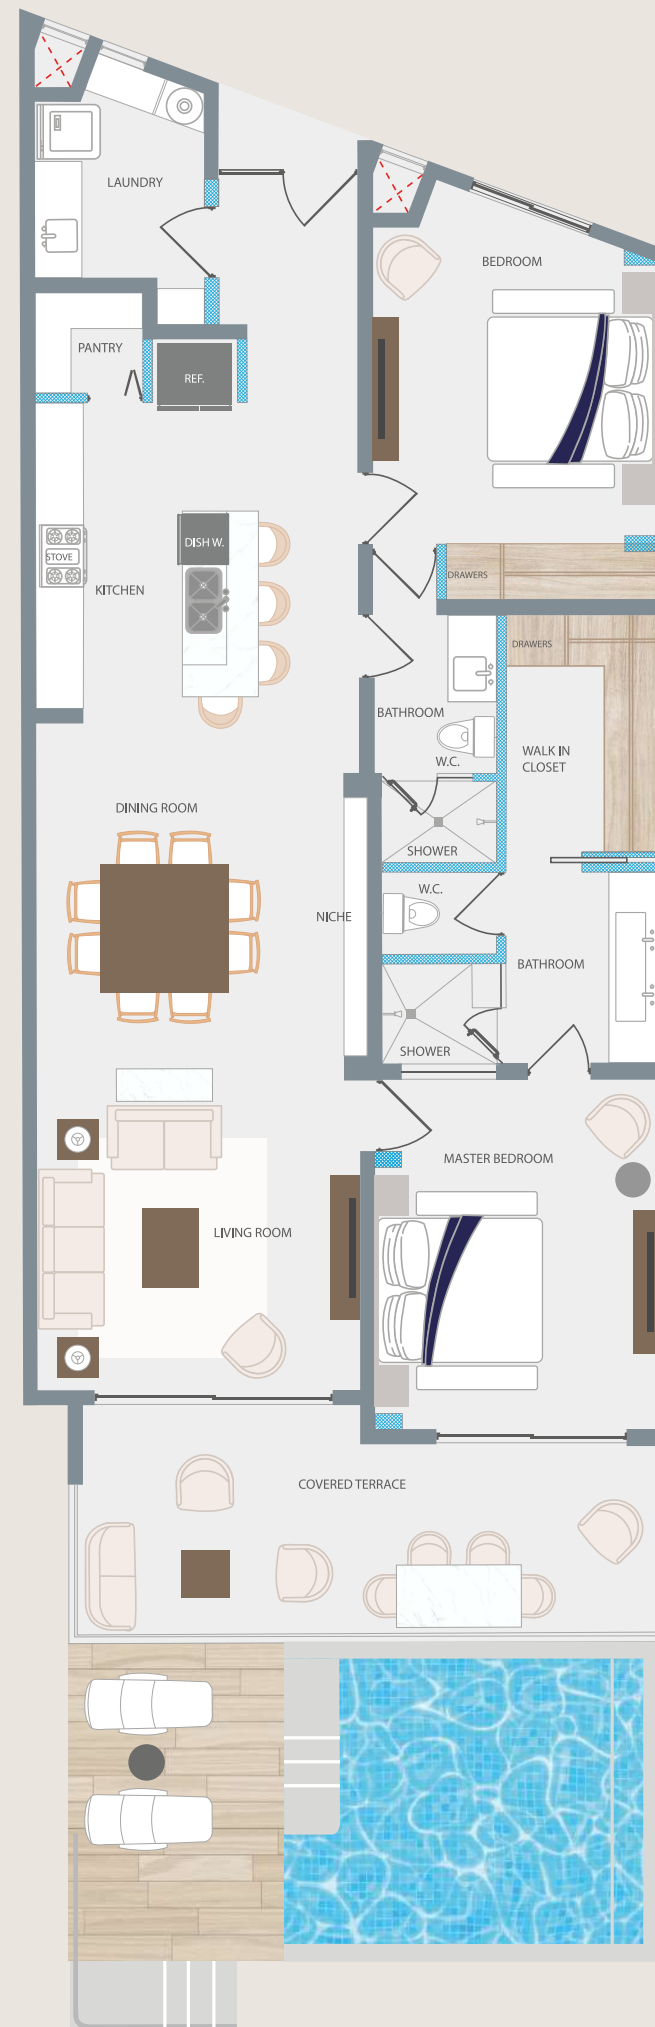 LAUNDRY
BEDROOM
PANTRY
REF.
DISH W.
STOVE
KITCHEN
DRAWERS
DRAWERS
BATHROOM
W.C.
WALK IN
CLOSET
DINING ROOM
SHOWER
W.C.
NICHE
BATHROOM
SHOWER
MASTER BEDROOM
LIVING ROOM
COVERED TERRACE